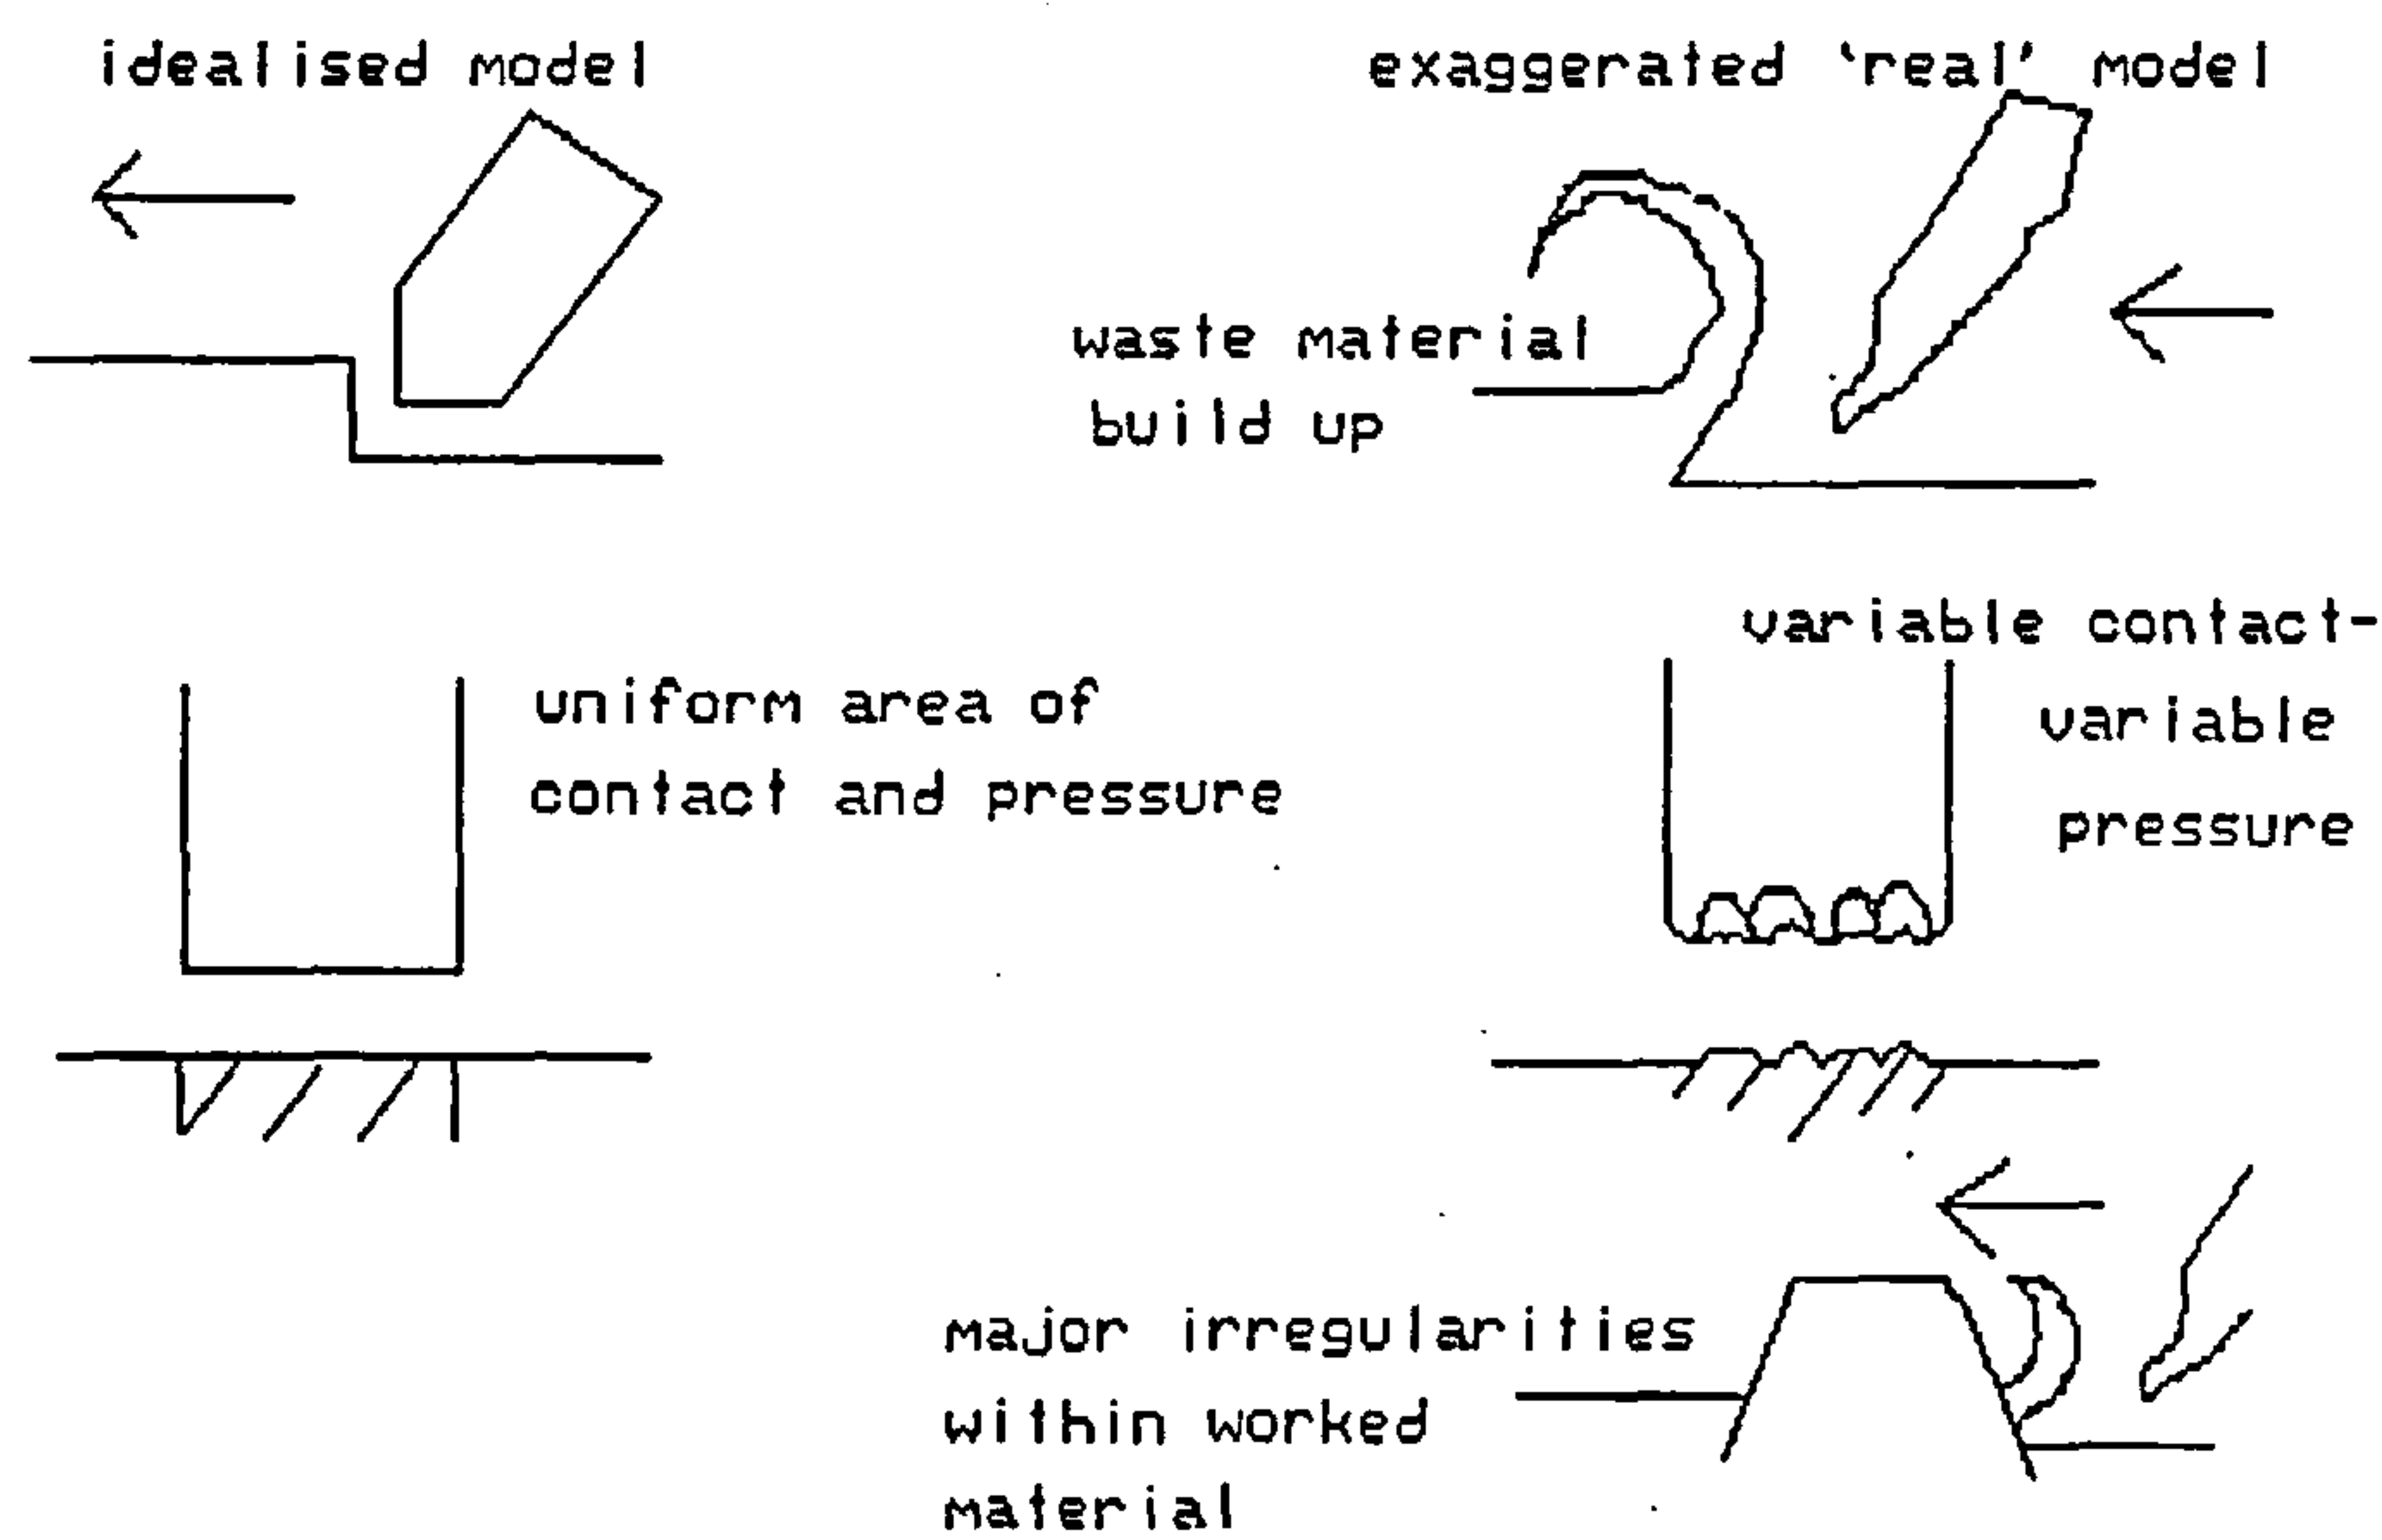 idealised model
exaggerated 'real' model
waste material
build up
uniform area of
contact and pressure
variable contact-
variable
pressure
major irregularities
within worked
material